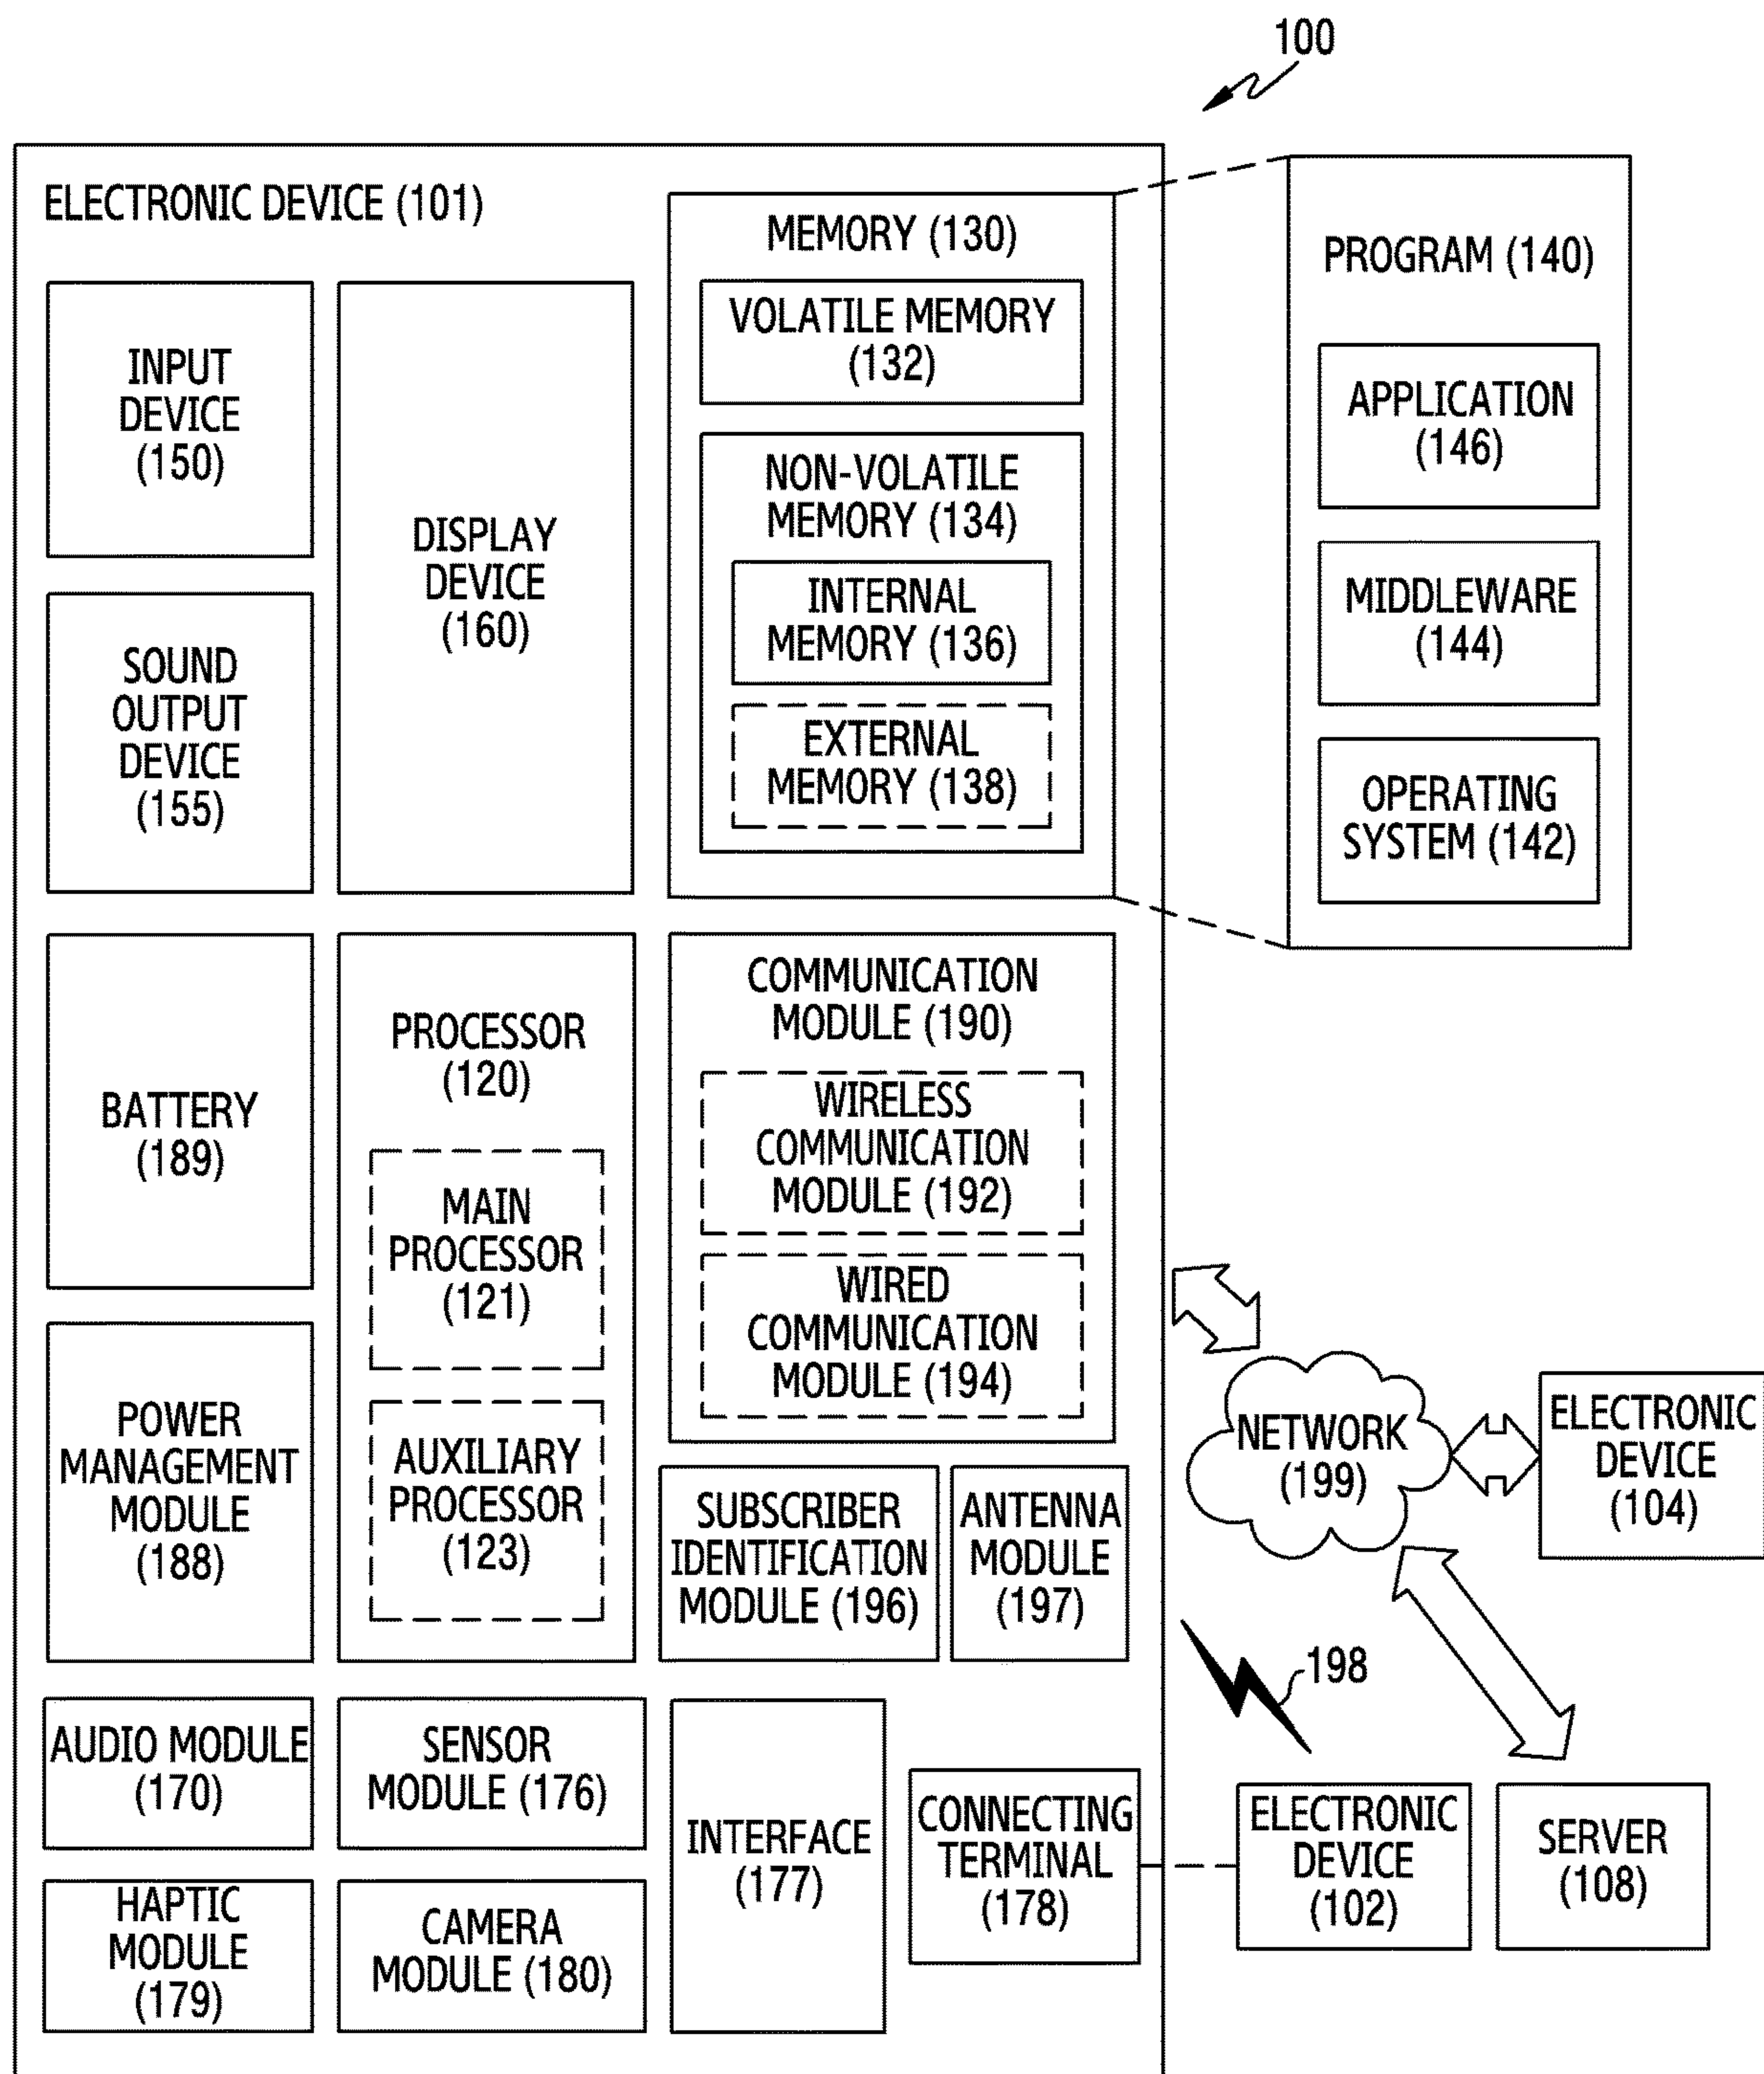 100
ELECTRONIC DEVICE (101)
INPUT
DEVICE
(150)
SOUND
OUTPUT
DEVICE
(155)
DISPLAY
DEVICE
(160)
MEMORY (130)
VOLATILE MEMORY
(132)
NON-VOLATILE
MEMORY (134)
INTERNAL
MEMORY (136)
EXTERNAL
MEMORY (138)
PROGRAM (140)
APPLICATION
(146)
MIDDLEWARE
(144)
OPERATING
SYSTEM (142)
BATTERY
(189)
POWER
MANAGEMENT
MODULE
(188)
PROCESSOR
(120)
MAIN
PROCESSOR
(121)
AUXILIARY
PROCESSOR
(123)
COMMUNICATION
MODULE (190)
WIRELESS
COMMUNICATION
MODULE (192)
WIRED
COMMUNICATION
MODULE (194)
SUBSCRIBER
IDENTIFICATION
MODULE (196)
ANTENNA
MODULE
(197)
NETWORK
(199)
ELECTRONIC
DEVICE
(104)
198
AUDIO MODULE
(170)
SENSOR
MODULE (176)
HAPTIC
MODULE
(179)
CAMERA
MODULE (180)
INTERFACE
(177)
CONNECTING
TERMINAL
(178)
ELECTRONIC
DEVICE
(102)
SERVER
(108)